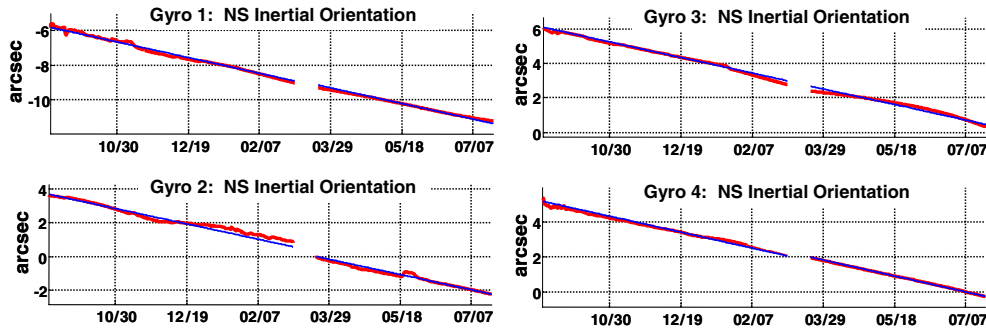 Gyro 1: NS Inertial Orientation
arcsec
-6
-8
-10
10/30 12/19 02/07 03/29 05/18 07/07
Gyro 3: NS Inertial Orientation
arcsec
6
4
2
0
10/30 12/19 02/07 03/29 05/18 07/07
Gyro 2: NS Inertial Orientation
arcsec
4
2
0
-2
10/30 12/19 02/07 03/29 05/18 07/07
Gyro 4: NS Inertial Orientation
arcsec
4
2
0
10/30 12/19 02/07 03/29 05/18 07/07